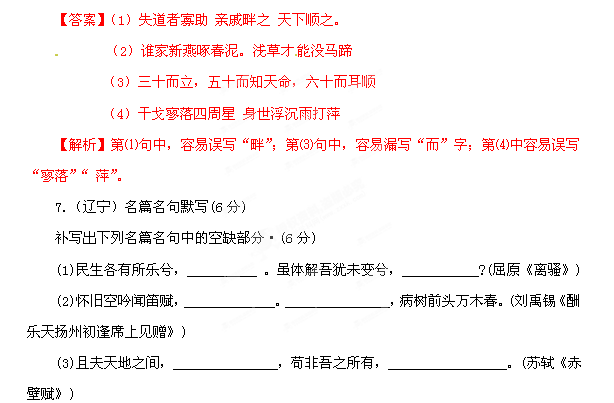 【答案】(1) 失道者寡助 亲戚畔之 天下顺之。
(2) 谁家新燕啄春泥。浅草才能没马蹄
(3) 三十而立，五十而知天命，六十而耳顺
(4) 干戈寥落四周星 身世浮沉雨打萍
【解析】第⑴句中，容易误写“畔”；第⑶句中，容易漏写“而”字；第⑷中容易误写
“寥落”“ 萍”。
7.（辽宁）名篇名句默写(6 分)
补写出下列名篇名句中的空缺部分·(6 分)
(1)民生各有所乐兮，__________ 。虽体解吾犹未变兮，___________?(屈原《离骚》)
(2)怀旧空吟闻笛赋，_____________。_______________，病树前头万木春。(刘禹锡《酬
乐天扬州初逢席上见赠》)
(3)且夫天地之间，_______________，苟非吾之所有，_________________。(苏轼《赤
壁赋》)